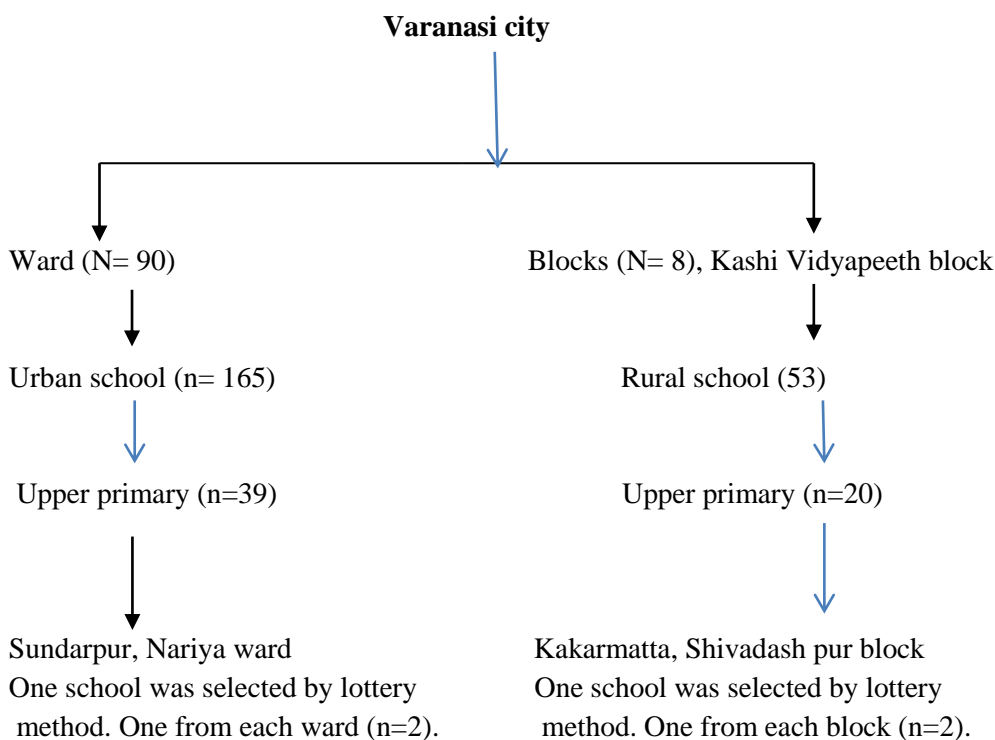 Varanasi city
Ward (N= 90)
Blocks (N= 8), Kashi Vidyapeeth block
Urban school (n= 165)
Rural school (53)
Upper primary (n=39)
Upper primary (n=20)
Sundarpur, Nariya ward
One school was selected by lottery
method. One from each ward (n=2).
Kakarmatta, Shivadash pur block
One school was selected by lottery
method. One from each block (n=2).